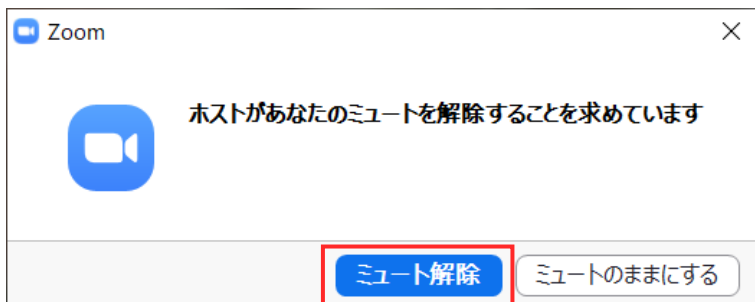 Zoom
ホストがあなたのミュートを解除することを求めています
ミュート解除
ミュートのままにする